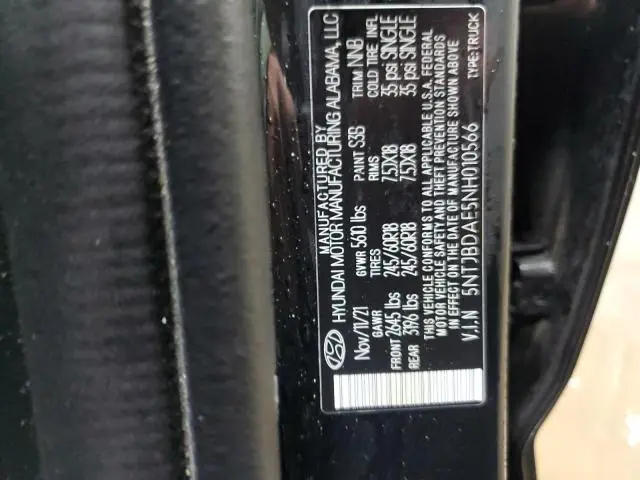 MANUFACTURED BY
HYUNDAI MOTOR MANUFACTURING ALABAMA, LLC
Nov/11/21 GVWR 5610 lbs PAINT S3B TRIM NNB
GAWR TIRES RIMS COLD TIRE INFL
FRONT 2645 lbs 245/60R18 7.5JX18 35 psi SINGLE
REAR 3196 lbs 245/60R18 7.5JX18 35 psi SINGLE
THIS VEHICLE CONFORMS TO ALL APPLICABLE U.S.A. FEDERAL
MOTOR VEHICLE SAFETY AND THEFT PREVENTION STANDARDS
IN EFFECT ON THE DATE OF MANUFACTURE SHOWN ABOVE
V.I.N 5NTJBDAE5NH010566 TYPE:TRUCK